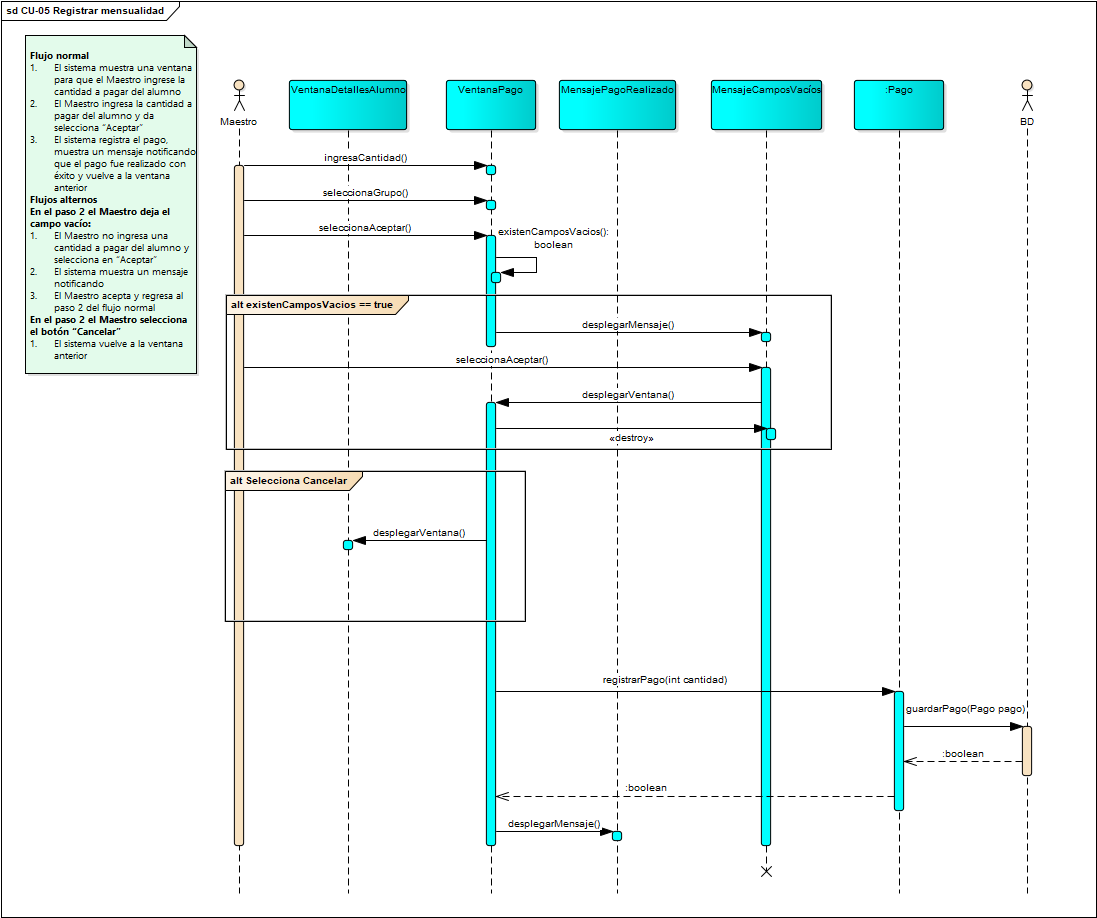 sd CU-05 Registrar mensualidad
Flujo normal
1. El sistema muestra una ventana
para que el Maestro ingrese la
cantidad a pagar del alumno
2. El Maestro ingresa la cantidad a
pagar del alumno y da
selecciona “Aceptar”
3. El sistema registra el pago,
muestra un mensaje notificando
que el pago fue realizado con
éxito y vuelve a la ventana
anterior
Flujos alternos
En el paso 2 el Maestro deja el
campo vacío:
1. El Maestro no ingresa una
cantidad a pagar del alumno y
selecciona en “Aceptar”
2. El sistema muestra un mensaje
notificando
3. El Maestro acepta y regresa al
paso 2 del flujo normal
En el paso 2 el Maestro selecciona
el botón “Cancelar”
1. El sistema vuelve a la ventana
anterior
Maestro
VentanaDetallesAlumno
VentanaPago
MensajePagoRealizado
MensajeCamposVacíos
:Pago
BD
ingresaCantidad()
seleccionaGrupo()
seleccionaAceptar()
existenCamposVacios():
boolean
alt existenCamposVacios == true
desplegarMensaje()
seleccionaAceptar()
desplegarVentana()
«destroy»
alt Selecciona Cancelar
desplegarVentana()
registrarPago(int cantidad)
guardarPago(Pago pago)
:boolean
:boolean
desplegarMensaje()